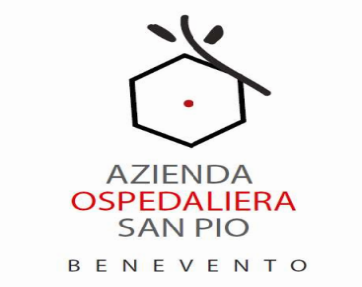 AZIENDA
OSPEDALIERA
SAN PIO
BENEVENTO